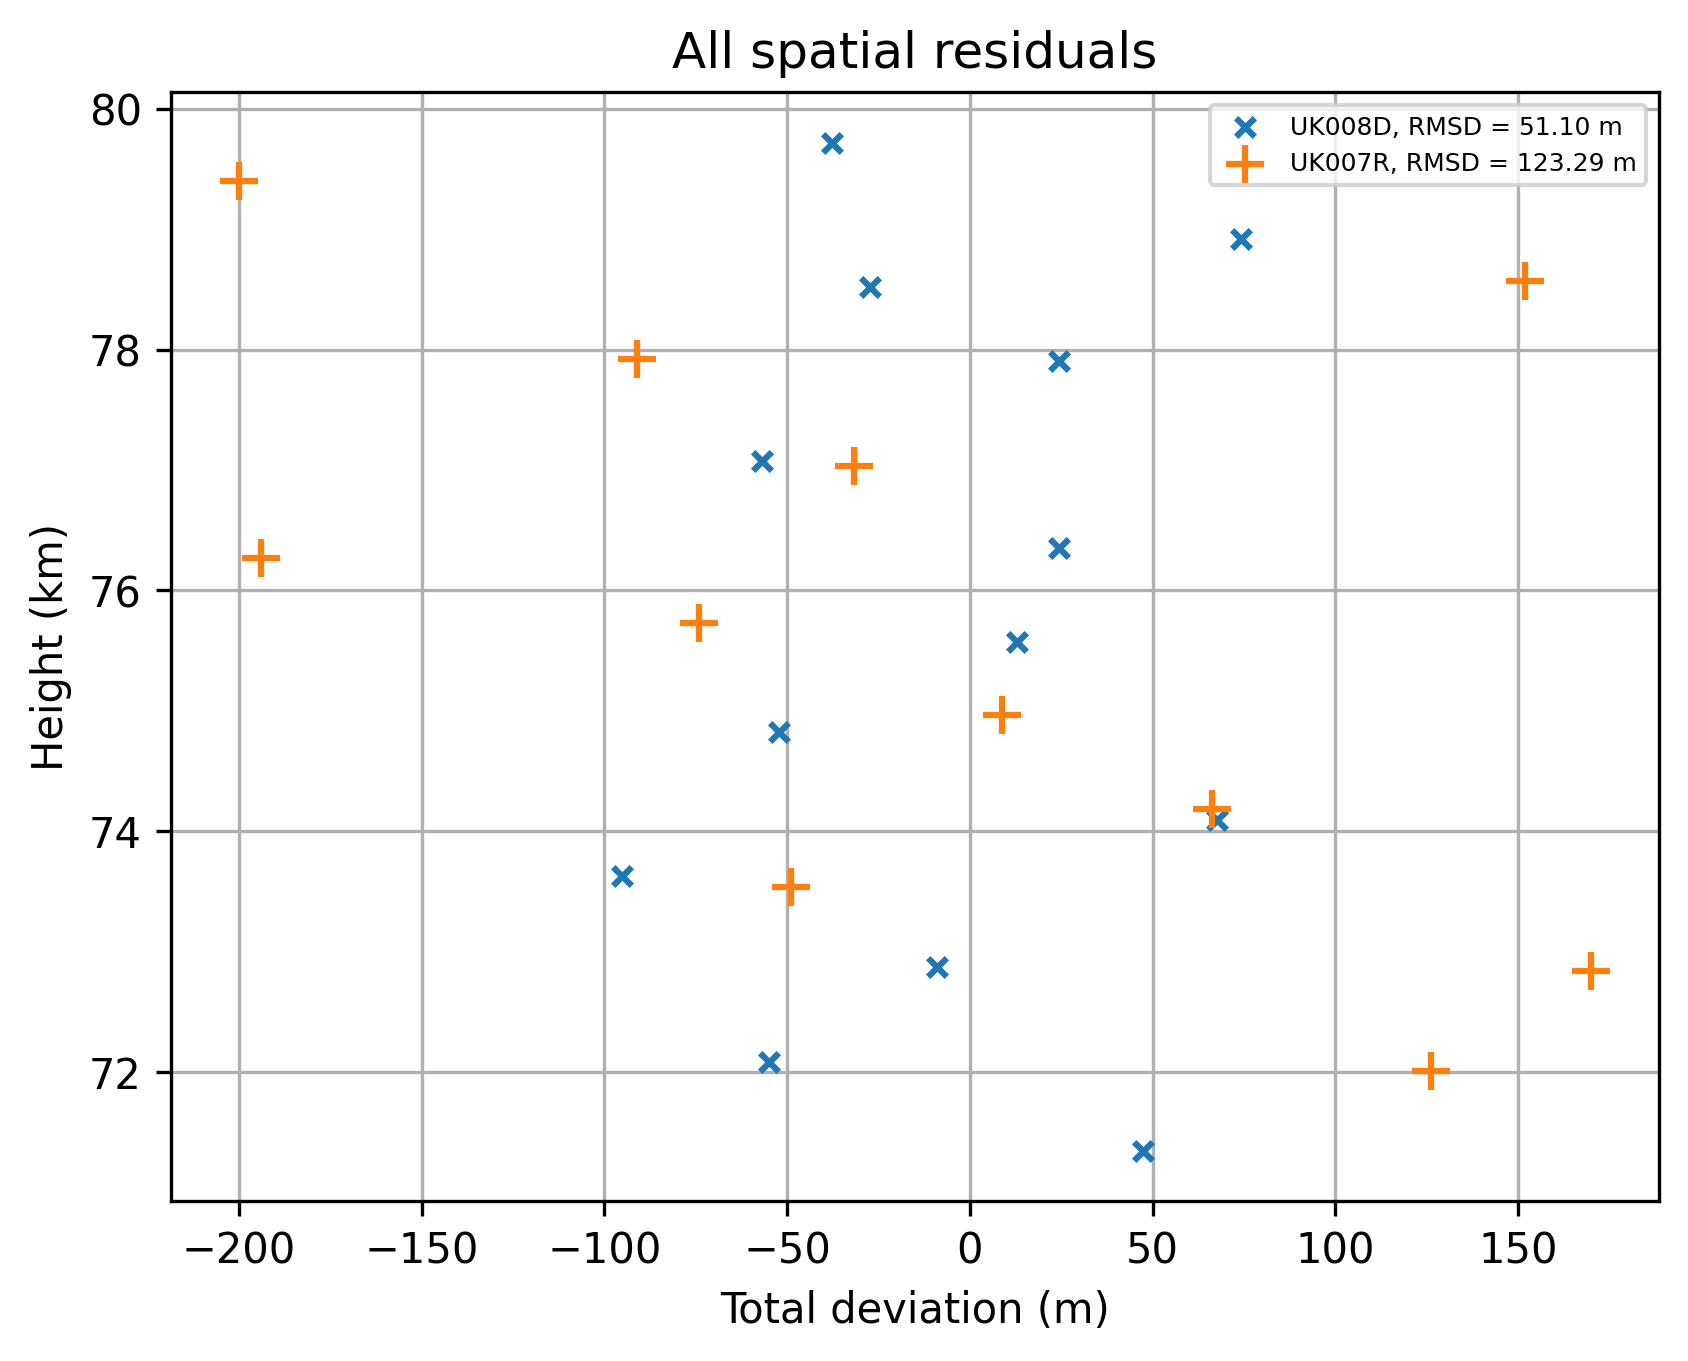 All spatial residuals
80
78
76
74
72
Height (km)
UK008D, RMSD = 51.10 m
UK007R, RMSD = 123.29 m
−200 −150 −100 −50 0 50 100 150
Total deviation (m)